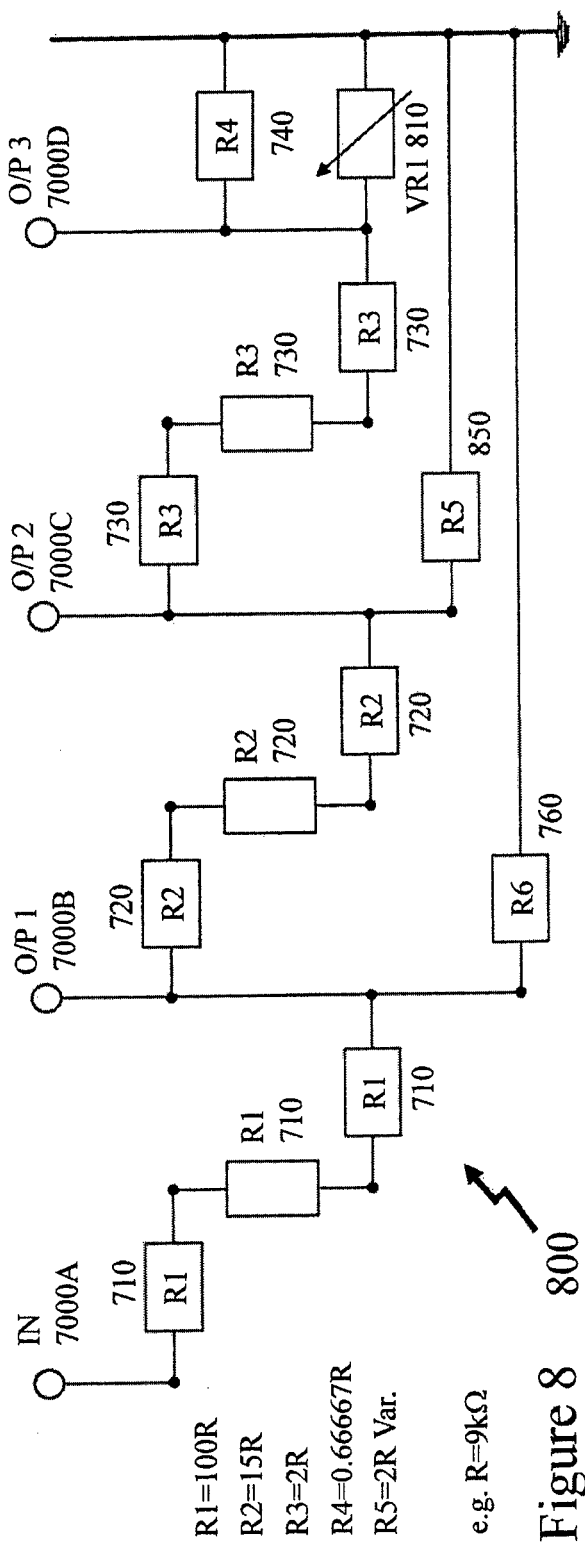 IN
7000A
O/P 1
7000B
O/P 2
7000C
O/P 3
7000D
710
R1
R1
710
R1
710
720
R2
R2
720
R2
720
730
R3
R3
730
R3
730
R4
740
VR1 810
R5
850
R6
760
R1=100R
R2=15R
R3=2R
R4=0.66667R
R5=2R Var.
e.g. R=9kΩ
Figure 8
800